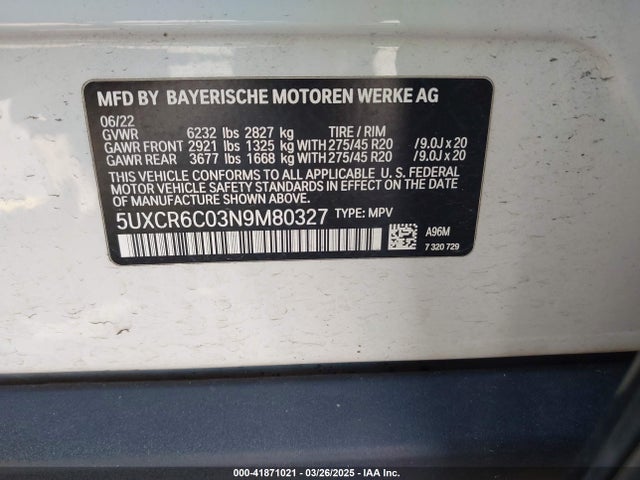 MFD BY BAYERISCHE MOTOREN WERKE AG
06/22
GVWR 6232 lbs 2827 kg TIRE / RIM
GAWR FRONT 2921 lbs 1325 kg WITH 275/45 R20 /9.0J x 20
GAWR REAR 3677 lbs 1668 kg WITH 275/45 R20 /9.0J x 20
THIS VEHICLE CONFORMS TO ALL APPLICABLE U. S. FEDERAL
MOTOR VEHICLE SAFETY STANDARDS IN EFFECT ON THE DATE
OF MANUFACTURE SHOWN ABOVE.
5UXCR6C03N9M80327 TYPE: MPV
A96M
7 320 729
000-41871021 | 03/26/2025 | IAA Inc.